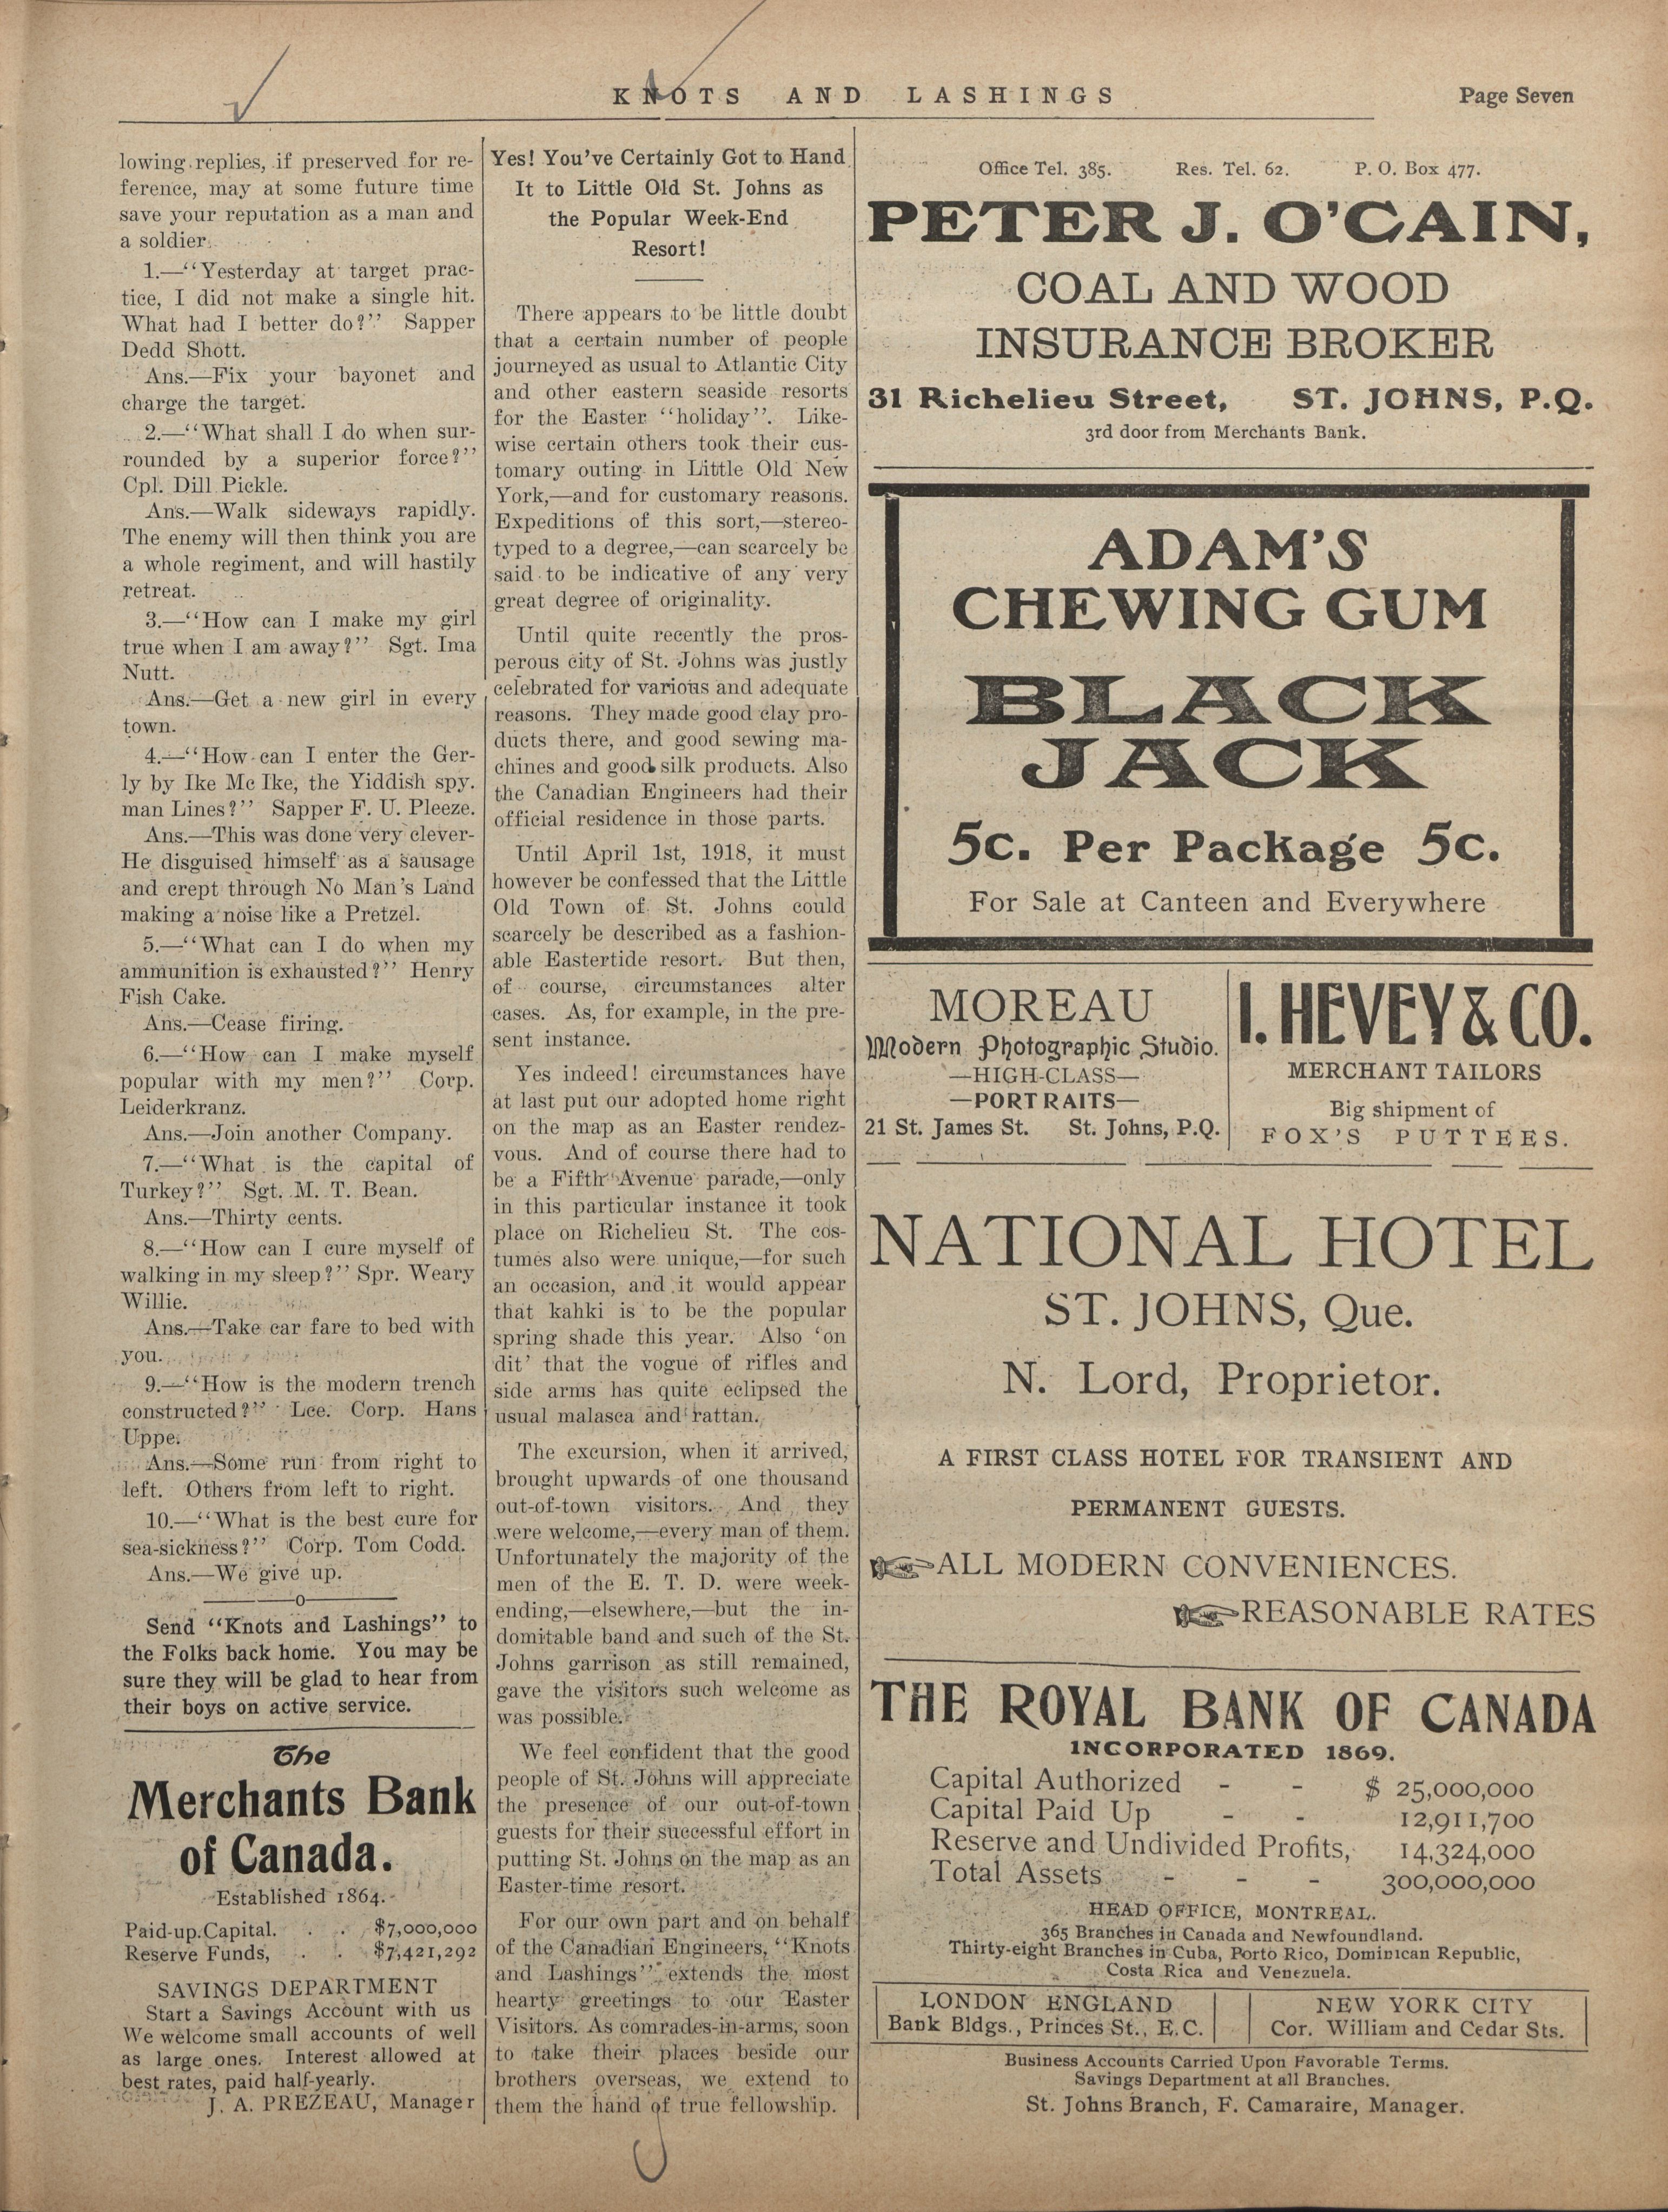 KNOTS AND LASHINGS
Page Seven
lowing replies, if preserved for re-
ference, may at some future time
save your reputation as a man and
a soldier.
1.—“Yesterday at target prac-
tice, I did not make a single hit.
What had I better do?” Sapper
Dedd Shott.
Ans.—Fix your bayonet and
charge the target.
2.—“What shall I do when sur-
rounded by a superior force?”
Cpl. Dill Pickle.
Ans.—Walk sideways rapidly.
The enemy will then think you are
a whole regiment, and will hastily
retreat.
3.—“How can I make my girl
true when I am away?” Sgt. Ima
Nutt.
Ans.—Get a new girl in every
town.
4.—“How can I enter the Ger-
ly by Ike Mc Ike, the Yiddish spy.
man Lines?” Sapper F. U. Pleeze.
Ans.—This was done very clever-
He disguised himself as a sausage
and crept through No Man's Land
making a noise like a Pretzel.
5.—“What can I do when my
ammunition is exhausted?” Henry
Fish Cake.
Ans.—Cease firing.
6.—“How can I make myself
popular with my men?” Corp.
Leiderkranz.
Ans.—Join another Company.
7.—“What is the capital of
Turkey?” Sgt. M. T. Bean.
Ans.—Thirty cents.
8.—“How can I cure myself of
walking in my sleep?” Spr. Weary
Willie.
Ans.—Take car fare to bed with
you.
9.—“How is the modern trench
constructed?” Lce. Corp. Hans
Uppe.
Ans.—Some run from right to
left. Others from left to right.
10.—“What is the best cure for
sea-sickness?” Corp. Tom Codd.
Ans.—We give up.
o
Send “Knots and Lashings” to
the Folks back home. You may be
sure they will be glad to hear from
their boys on active service.
The
Merchants Bank
of Canada.
Established 1864.
Paid-up Capital. . . $7,000,000
Reserve Funds, . . $7,421,292
SAVINGS DEPARTMENT
Start a Savings Account with us
We welcome small accounts of well
as large ones. Interest allowed at
best rates, paid half-yearly.
J. A. PREZEAU, Manager
Yes! You've Certainly Got to Hand
It to Little Old St. Johns as
the Popular Week-End
Resort!
There appears to be little doubt
that a certain number of people
journeyed as usual to Atlantic City
and other eastern seaside resorts
for the Easter “holiday”. Like-
wise certain others took their cus-
tomary outing in Little Old New
York,—and for customary reasons.
Expeditions of this sort,—stereo-
typed to a degree,—can scarcely be
said to be indicative of any very
great degree of originality.
Until quite recently the pros-
perous city of St. Johns was justly
celebrated for various and adequate
reasons. They made good clay pro-
ducts there, and good sewing ma-
chines and good silk products. Also
the Canadian Engineers had their
official residence in those parts.
Until April 1st, 1918, it must
however be confessed that the Little
Old Town of St. Johns could
scarcely be described as a fashion-
able Eastertide resort. But then,
of course, circumstances alter
cases. As, for example, in the pre-
sent instance.
Yes indeed! circumstances have
at last put our adopted home right
on the map as an Easter rendez-
vous. And of course there had to
be a Fifth Avenue parade,—only
in this particular instance it took
place on Richelieu St. The cos-
tumes also were unique,—for such
an occasion, and it would appear
that kahki is to be the popular
spring shade this year. Also ‘on
dit’ that the vogue of rifles and
side arms has quite eclipsed the
usual malasca and rattan.
The excursion, when it arrived,
brought upwards of one thousand
out-of-town visitors. And they
were welcome,—every man of them.
Unfortunately the majority of the
men of the E. T. D. were week-
ending,—elsewhere,—but the in-
domitable band and such of the St.
Johns garrison as still remained,
gave the visitors such welcome as
was possible.
We feel confident that the good
people of St. Johns will appreciate
the presence of our out-of-town
guests for their successful effort in
putting St. Johns on the map as an
Easter-time resort.
For our own part and on behalf
of the Canadian Engineers, “Knots
and Lashings” extends the most
hearty greetings to our Easter
Visitors. As comrades-in-arms, soon
to take their places beside our
brothers overseas, we extend to
them the hand of true fellowship.
Office Tel. 385. Res. Tel. 62. P. O. Box 477.
PETER J. O'CAIN,
COAL AND WOOD
INSURANCE BROKER
31 Richelieu Street, ST. JOHNS, P.Q.
3rd door from Merchants Bank.
ADAM'S
CHEWING GUM
BLACK
JACK
5c. Per Package 5c.
For Sale at Canteen and Everywhere
MOREAU
Modern Photographic Studio.
—HIGH-CLASS—
—PORTRAITS—
21 St. James St. St. Johns, P.Q.
I. HEVEY & CO.
MERCHANT TAILORS
Big shipment of
FOX'S PUTTEES.
NATIONAL HOTEL
ST. JOHNS, Que.
N. Lord, Proprietor.
A FIRST CLASS HOTEL FOR TRANSIENT AND
PERMANENT GUESTS.
ALL MODERN CONVENIENCES.
REASONABLE RATES
THE ROYAL BANK OF CANADA
INCORPORATED 1869.
Capital Authorized - - $ 25,000,000
Capital Paid Up - - 12,911,700
Reserve and Undivided Profits, 14,324,000
Total Assets - - - 300,000,000
HEAD OFFICE, MONTREAL.
365 Branches in Canada and Newfoundland.
Thirty-eight Branches in Cuba, Porto Rico, Dominican Republic,
Costa Rica and Venezuela.
LONDON ENGLAND
Bank Bldgs., Princes St., E.C.
NEW YORK CITY
Cor. William and Cedar Sts.
Business Accounts Carried Upon Favorable Terms.
Savings Department at all Branches.
St. Johns Branch, F. Camaraire, Manager.